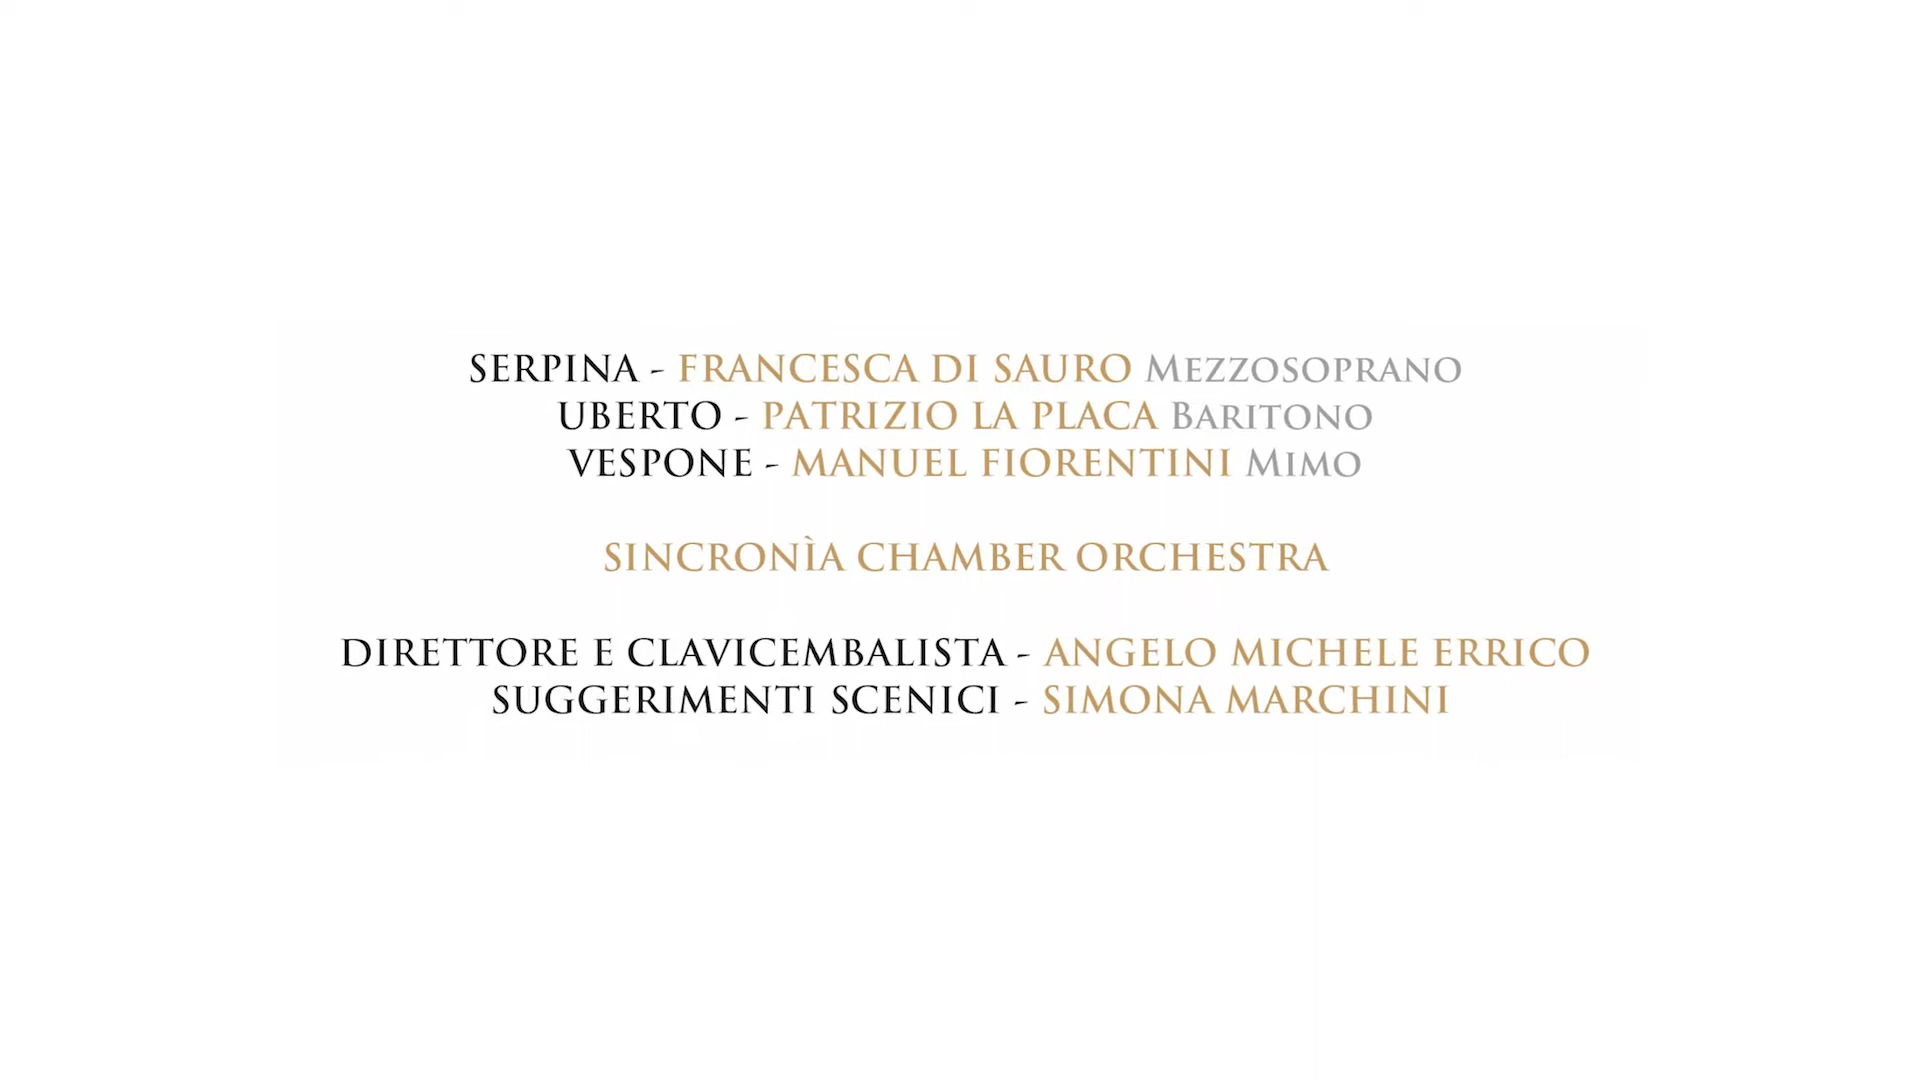 SERPINA - FRANCESCA DI SAURO Mezzosoprano
UBERTO - PATRIZIO LA PLACA Baritono
VESPONE - MANUEL FIORENTINI Mimo
SINCRONÌA CHAMBER ORCHESTRA
DIRETTORE E CLAVICEMBALISTA - ANGELO MICHELE ERRICO
SUGGERIMENTI SCENICI - SIMONA MARCHINI